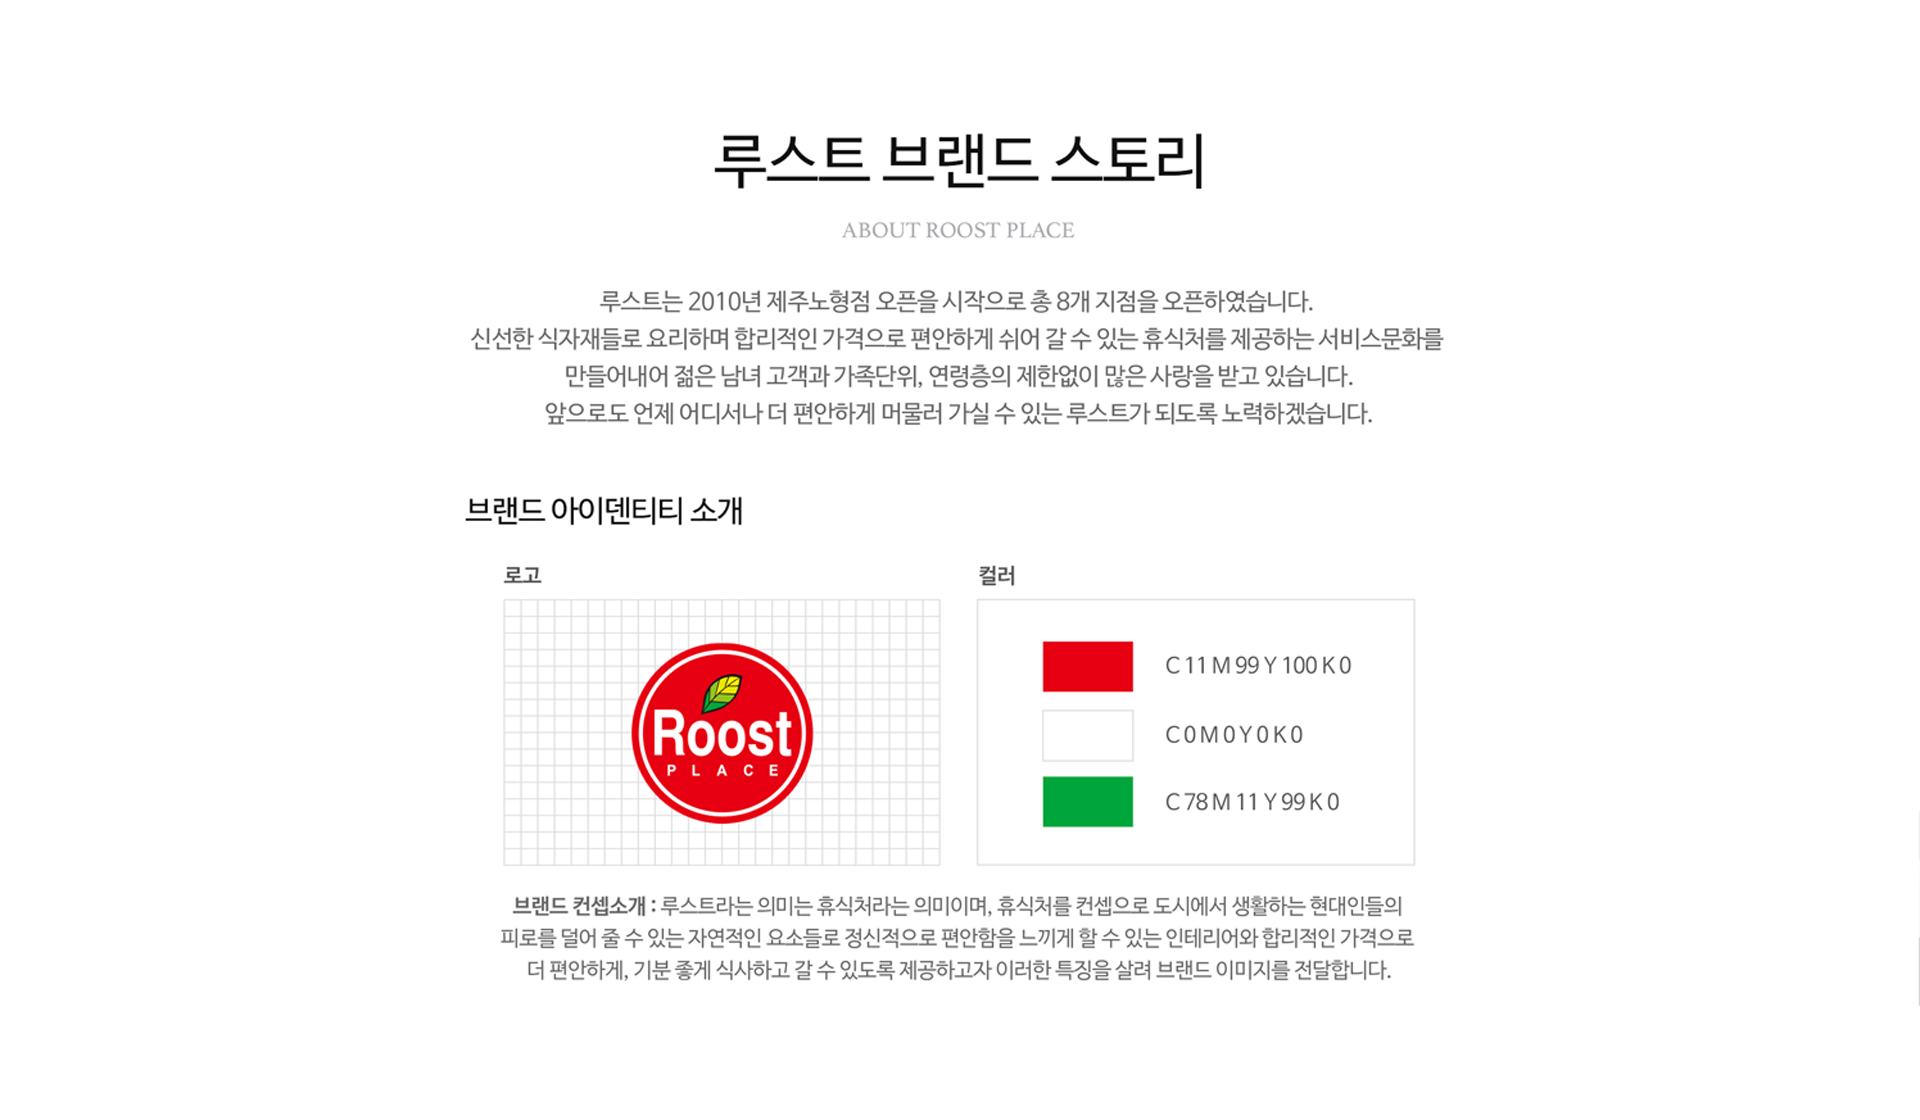 루스트 브랜드 스토리
ABOUT ROOST PLACE
루스트는 2010년 제주노형점 오픈을 시작으로 총 8개 지점을 오픈하였습니다.
신선한 식자재들로 요리하며 합리적인 가격으로 편안하게 쉬어 갈 수 있는 휴식처를 제공하는 서비스문화를
만들어내어 젊은 남녀 고객과 가족단위, 연령층의 제한없이 많은 사랑을 받고 있습니다.
앞으로도 언제 어디서나 더 편안하게 머물러 가실 수 있는 루스트가 되도록 노력하겠습니다.
브랜드 아이덴티티 소개
로고
Roost
PLACE
컬러
C 11 M 99 Y 100 K 0
C 0 M 0 Y 0 K 0
C 78 M 11 Y 99 K 0
브랜드 컨셉소개 : 루스트라는 의미는 휴식처라는 의미이며, 휴식처를 컨셉으로 도시에서 생활하는 현대인들의
피로를 덜어 줄 수 있는 자연적인 요소들로 정신적으로 편안함을 느끼게 할 수 있는 인테리어와 합리적인 가격으로
더 편안하게, 기분 좋게 식사하고 갈 수 있도록 제공하고자 이러한 특징을 살려 브랜드 이미지를 전달합니다.